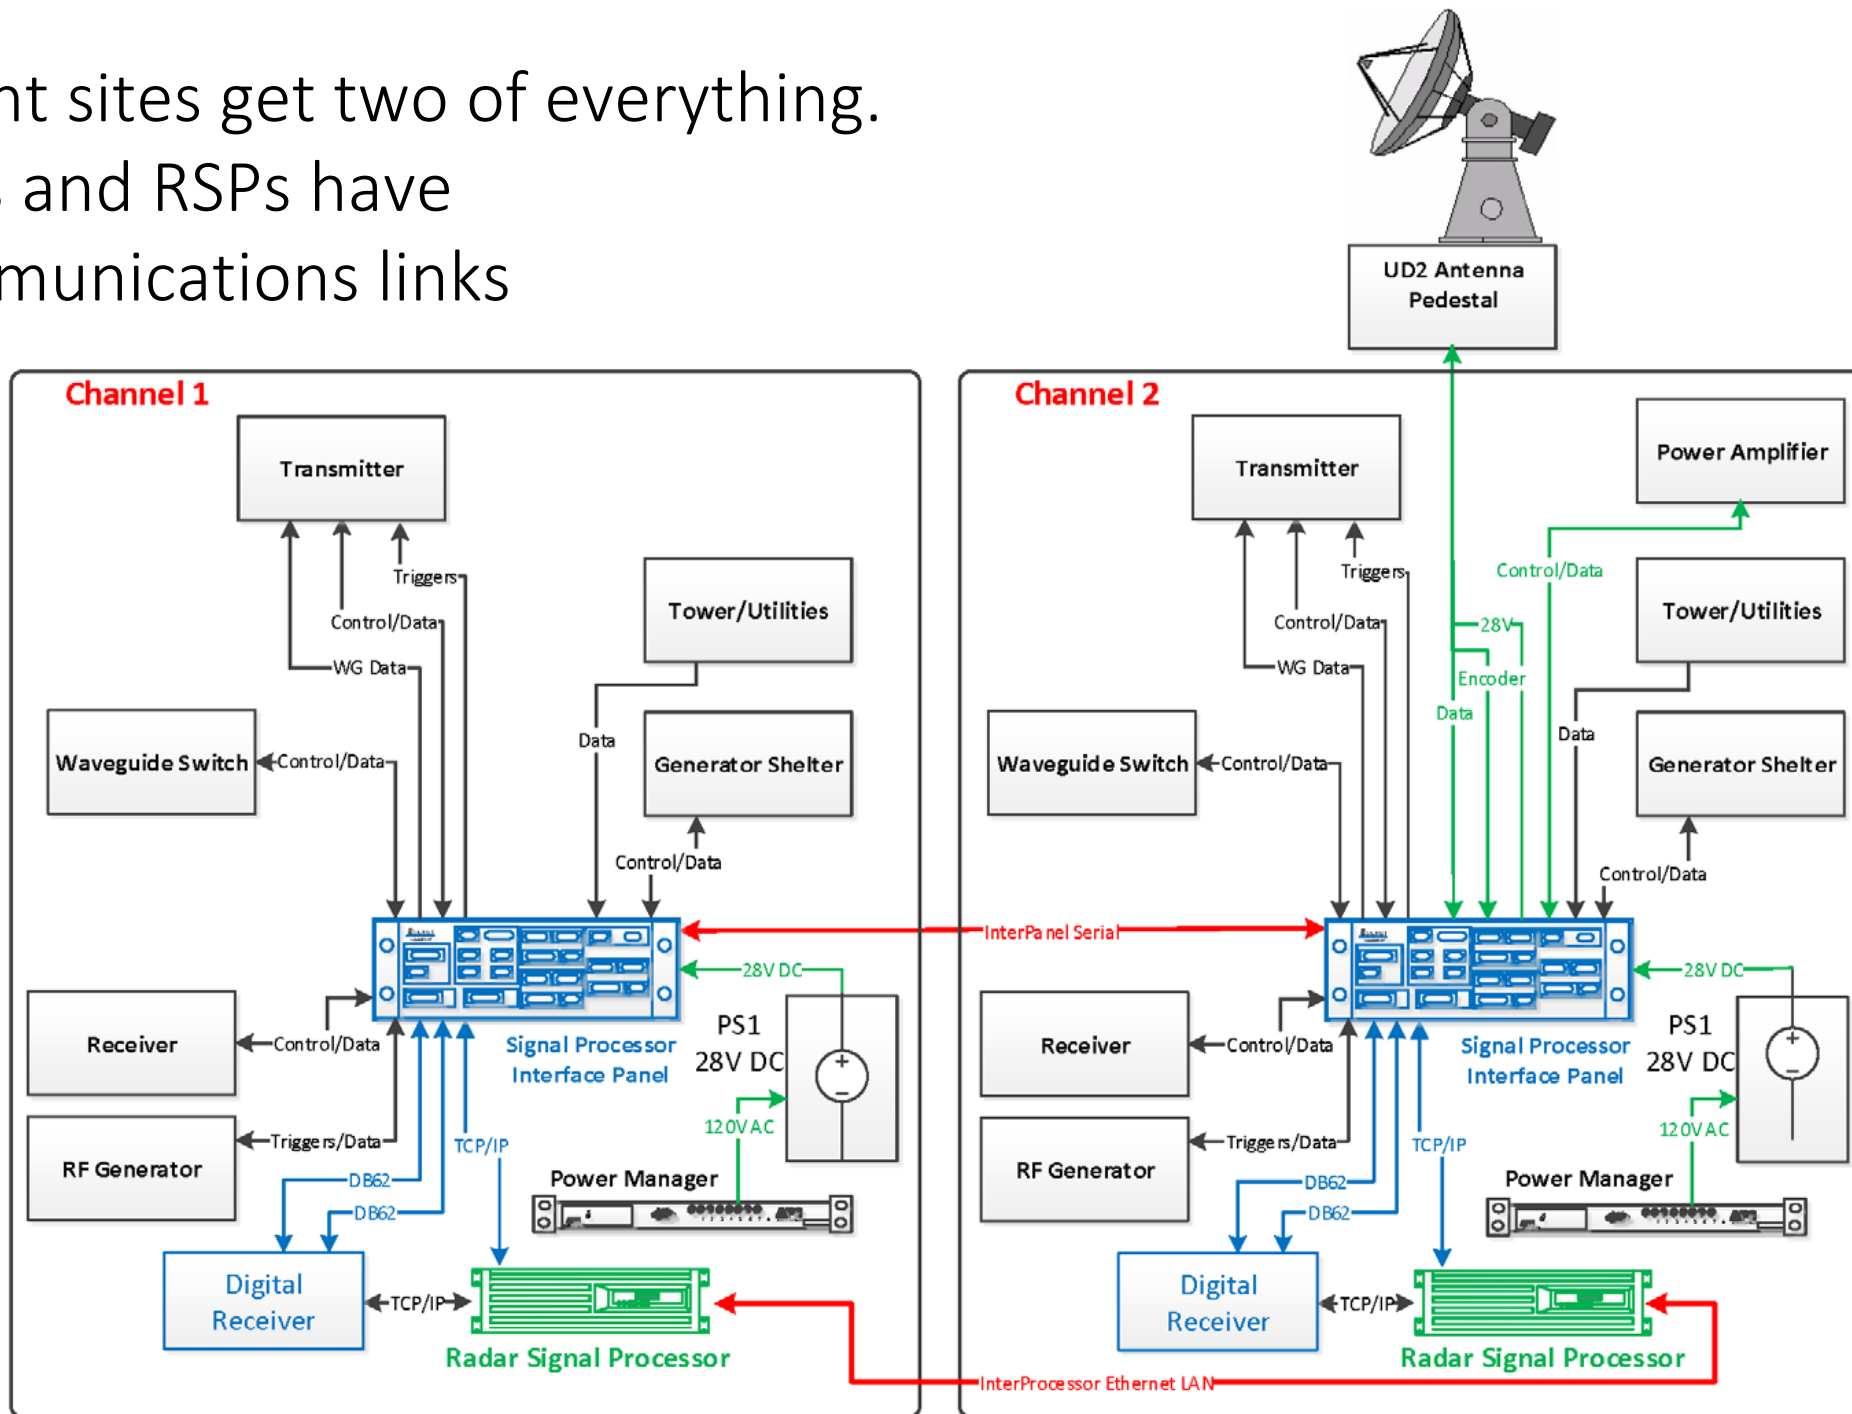 nt sites get two of everything.
and RSPs have
munications links
UD2 Antenna
Pedestal
Channel 1
Transmitter
Triggers
Control/Data
WG Data
Tower/Utilities
Data
Waveguide Switch
Control/Data
Generator Shelter
Control/Data
28V DC
Receiver
Control/Data
Signal Processor
Interface Panel
PS1
28V DC
120V AC
RF Generator
Triggers/Data
TCP/IP
DB62
DB62
Power Manager
Digital
Receiver
TCP/IP
Radar Signal Processor
InterPanel Serial
InterProcessor Ethernet LAN
Channel 2
Transmitter
Triggers
Control/Data
WG Data
Power Amplifier
Control/Data
28V
Encoder
Data
Tower/Utilities
Data
Waveguide Switch
Control/Data
Generator Shelter
Control/Data
28V DC
Receiver
Control/Data
Signal Processor
Interface Panel
PS1
28V DC
120V AC
RF Generator
Triggers/Data
TCP/IP
DB62
DB62
Power Manager
Digital
Receiver
TCP/IP
Radar Signal Processor